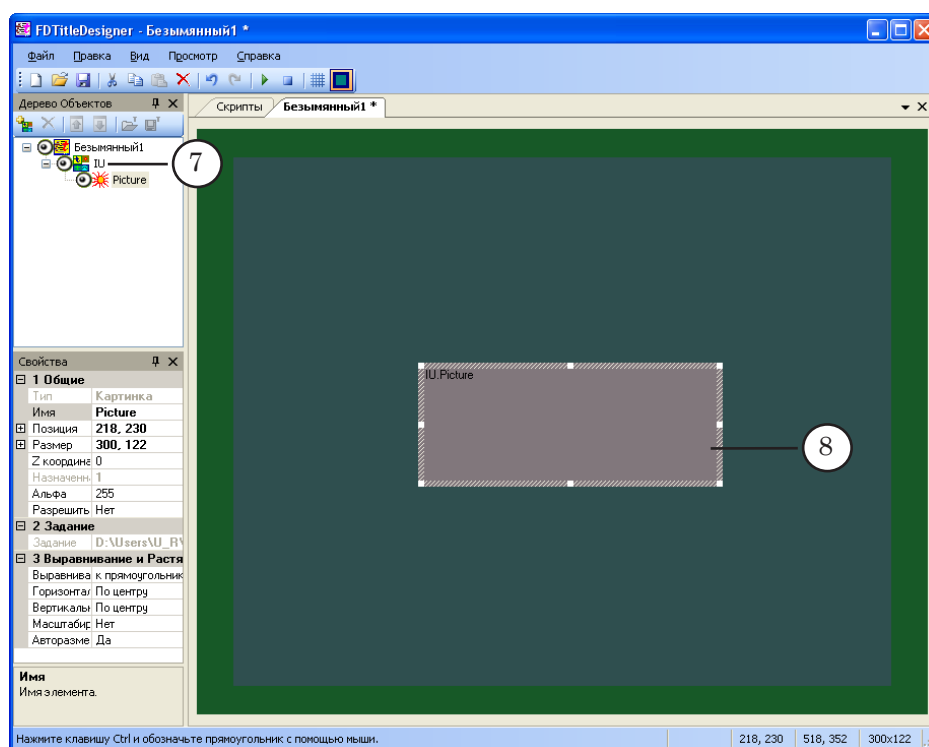 FDTitleDesigner - Безымянный1 *
Файл Правка Вид Просмотр Справка
Дерево Объектов
Скрипты Безымянный1 *
Безымянный1
IU
7
Picture
Свойства
1 Общие
Тип Картинка
Имя Picture
Позиция 218, 230
Размер 300, 122
Z координа 0
Назначенн 1
Альфа 255
Разрешить Нет
2 Задание
Задание D:\Users\U_R\
3 Выравнивание и Растя
Выравнива к прямоугольник
Горизонтал По центру
Вертикальн По центру
Масштабир Нет
Авторазме Да
IU.Picture
8
Имя
Имя элемента.
Нажмите клавишу Ctrl и обозначьте прямоугольник с помощью мыши. 218, 230 518, 352 300x122